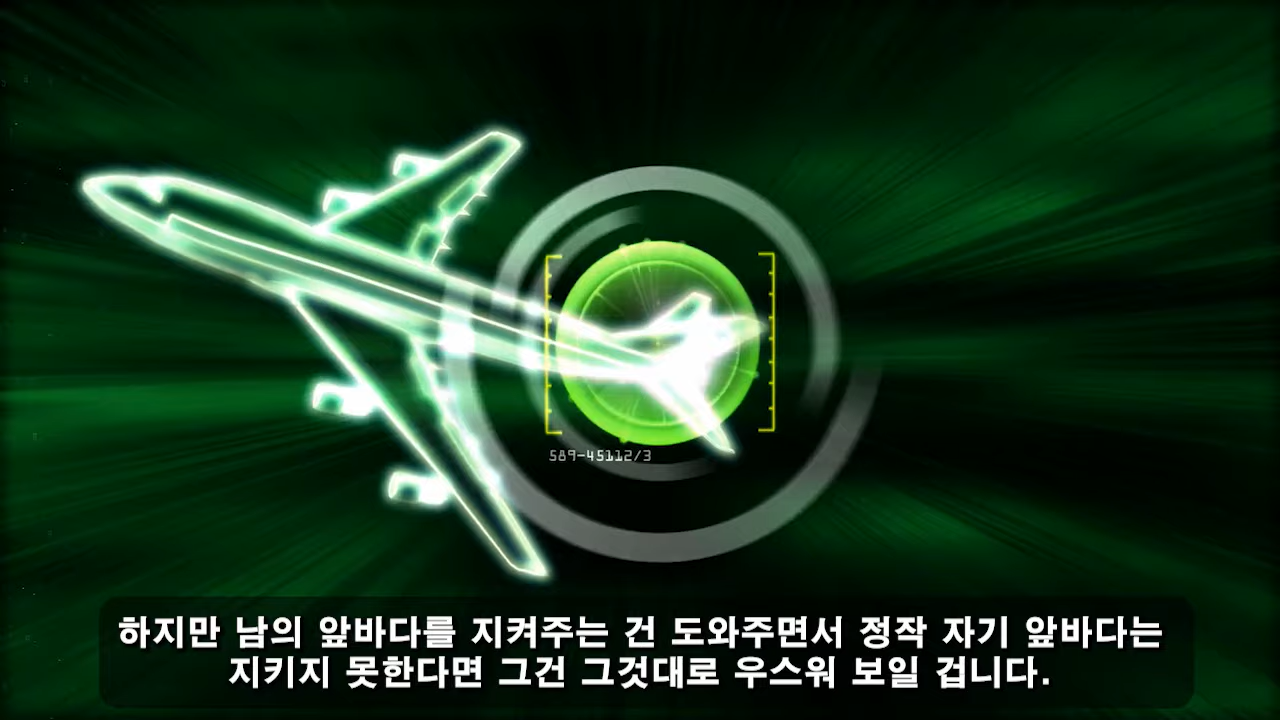 589-45112/3
하지만 남의 앞바다를 지켜주는 건 도와주면서 정작 자기 앞바다는
지키지 못한다면 그건 그것대로 우스워 보일 겁니다.